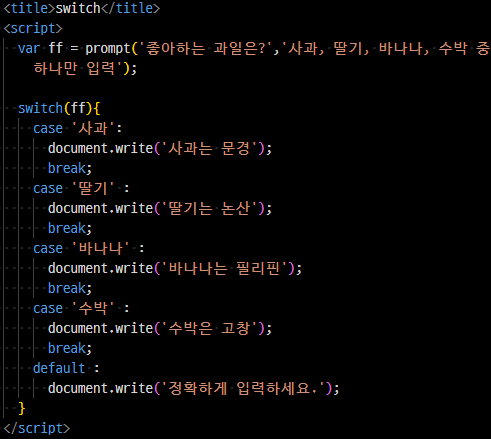 <title>switch</title>
<script>
var ff = prompt('좋아하는 과일은?','사과, 딸기, 바나나, 수박 중
하나만 입력');
switch(ff){
case '사과':
document.write('사과는 문경');
break;
case '딸기' :
document.write('딸기는 논산');
break;
case '바나나' :
document.write('바나나는 필리핀');
break;
case '수박' :
document.write('수박은 고창');
break;
default :
document.write('정확하게 입력하세요.');
}
</script>